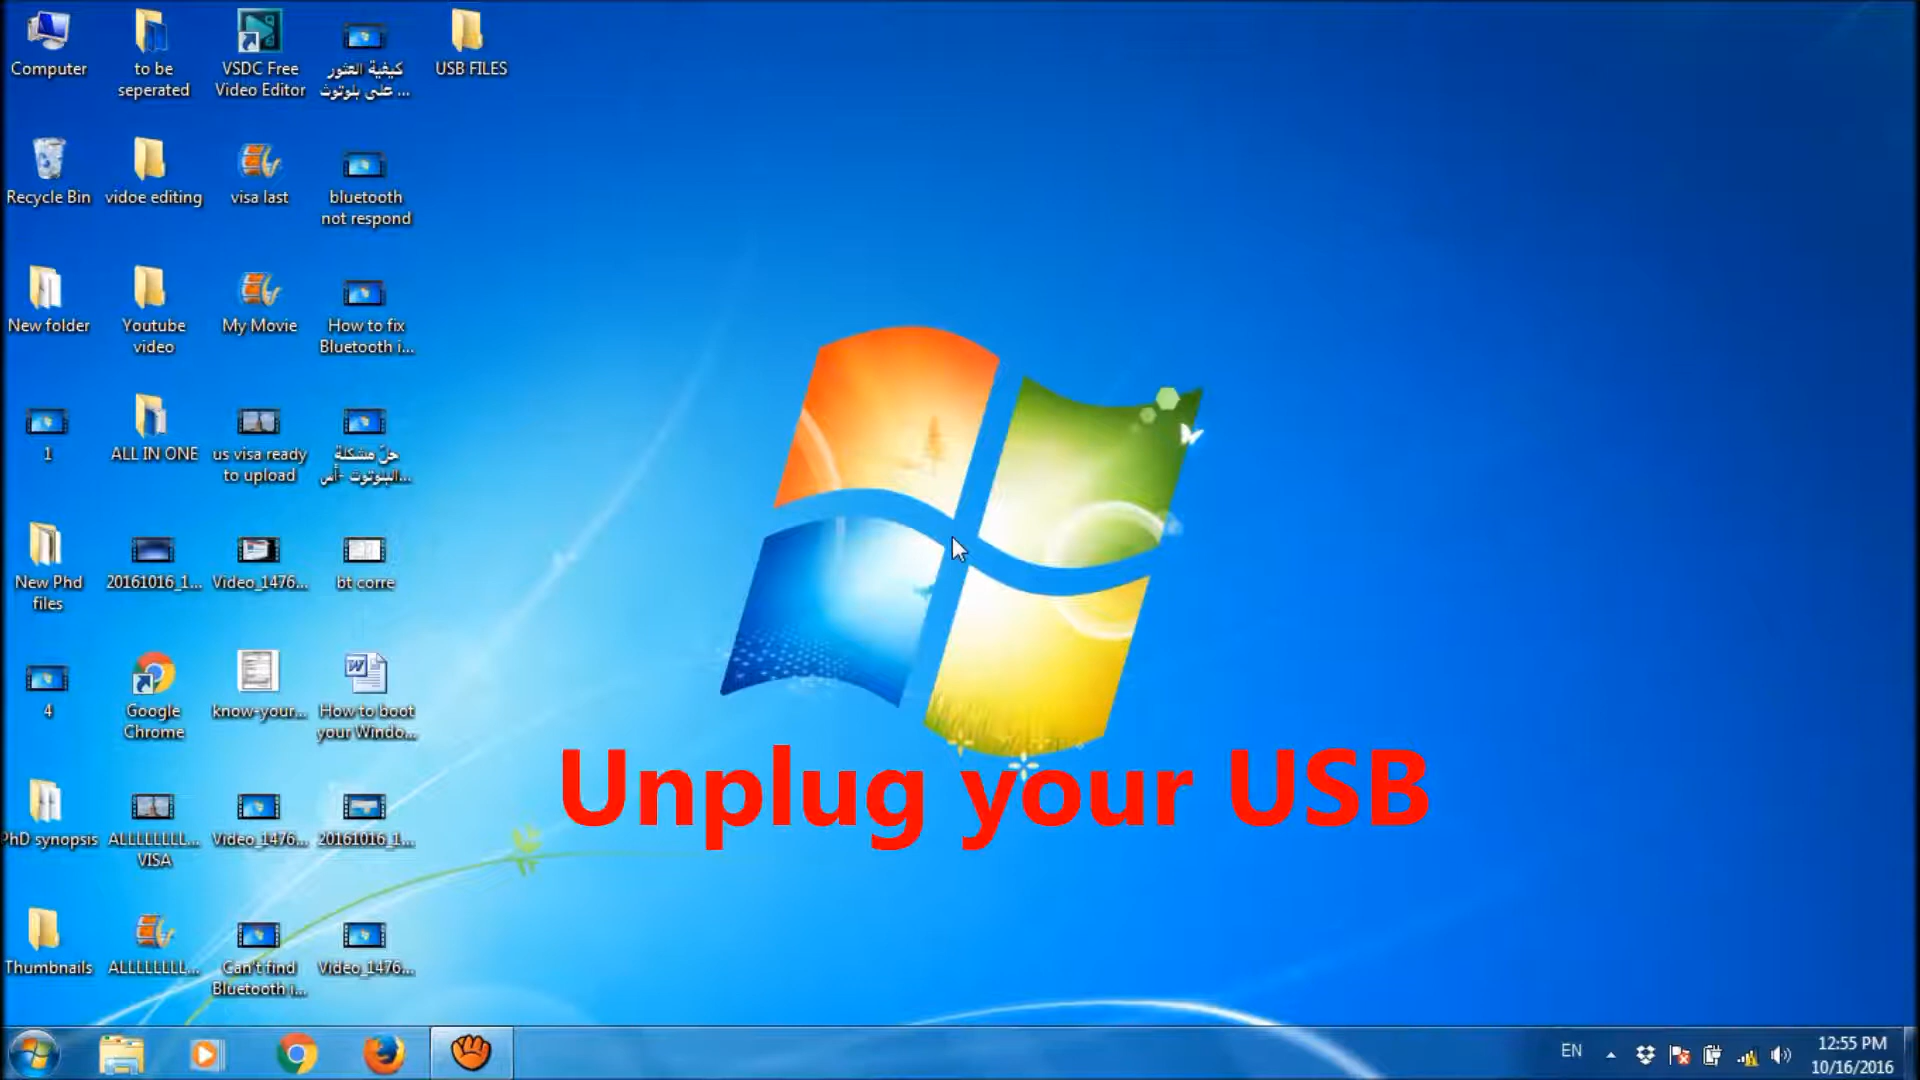 Computer
to be
seperated
VSDC Free
Video Editor
كيفية العثور
على بلوتوث ...
USB FILES
Recycle Bin
vidoe editing
visa last
bluetooth
not respond
New folder
Youtube
video
My Movie
How to fix
Bluetooth i...
1
ALL IN ONE
us visa ready
to upload
حل مشكلة
البلوتوث -أس...
New Phd
files
20161016_1...
Video_1476...
bt corre
4
Google
Chrome
know-your...
How to boot
your Windo...
PhD synopsis
ALLLLLLLL...
VISA
Video_1476...
20161016_1...
Thumbnails
ALLLLLLLL...
Can't find
Bluetooth i...
Video_1476...
Unplug your USB
EN
12:55 PM
10/16/2016